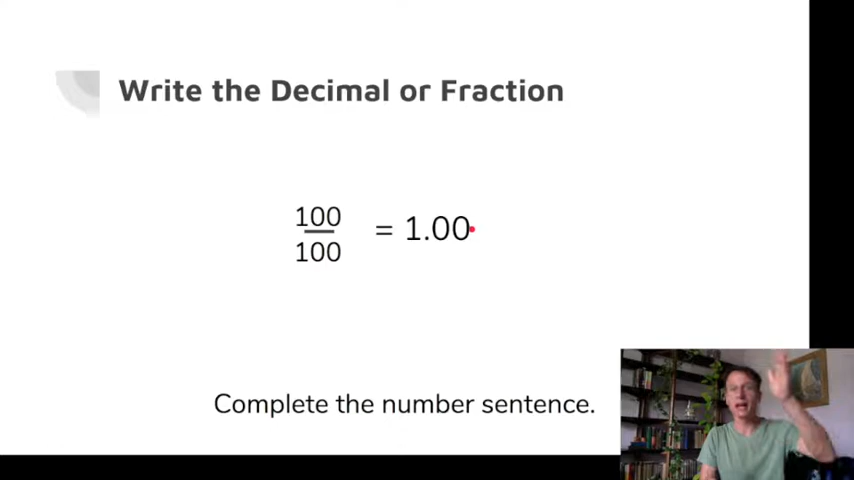 Write the Decimal or Fraction
100
100
= 1.00
Complete the number sentence.